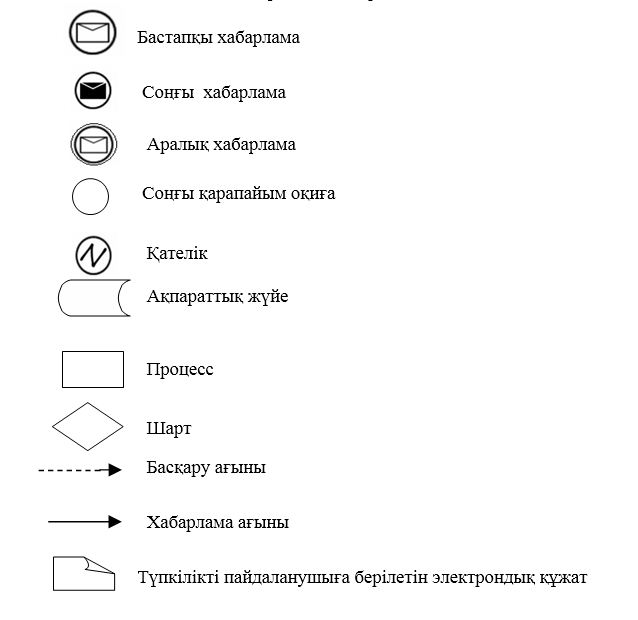 Бастапқы хабарлама
Соңғы хабарлама
Аралық хабарлама
Соңғы қарапайым оқиға
Қателік
Ақпараттық жүйе
Процесс
Шарт
Басқару ағыны
Хабарлама ағыны
Түпкілікті пайдаланушыға берілетін электрондық құжат